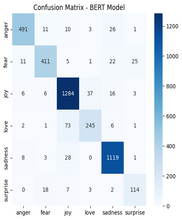 Confusion Matrix - BERT Model
anger 491 11 10 3 26 1
fear 11 411 5 1 22 25
joy 6 6 1284 37 16 3
love 2 1 73 245 6 1
sadness 8 3 28 0 1119 1
surprise 0 18 7 3 2 114
anger fear joy love sadness surprise
1200
1000
800
600
400
200
0